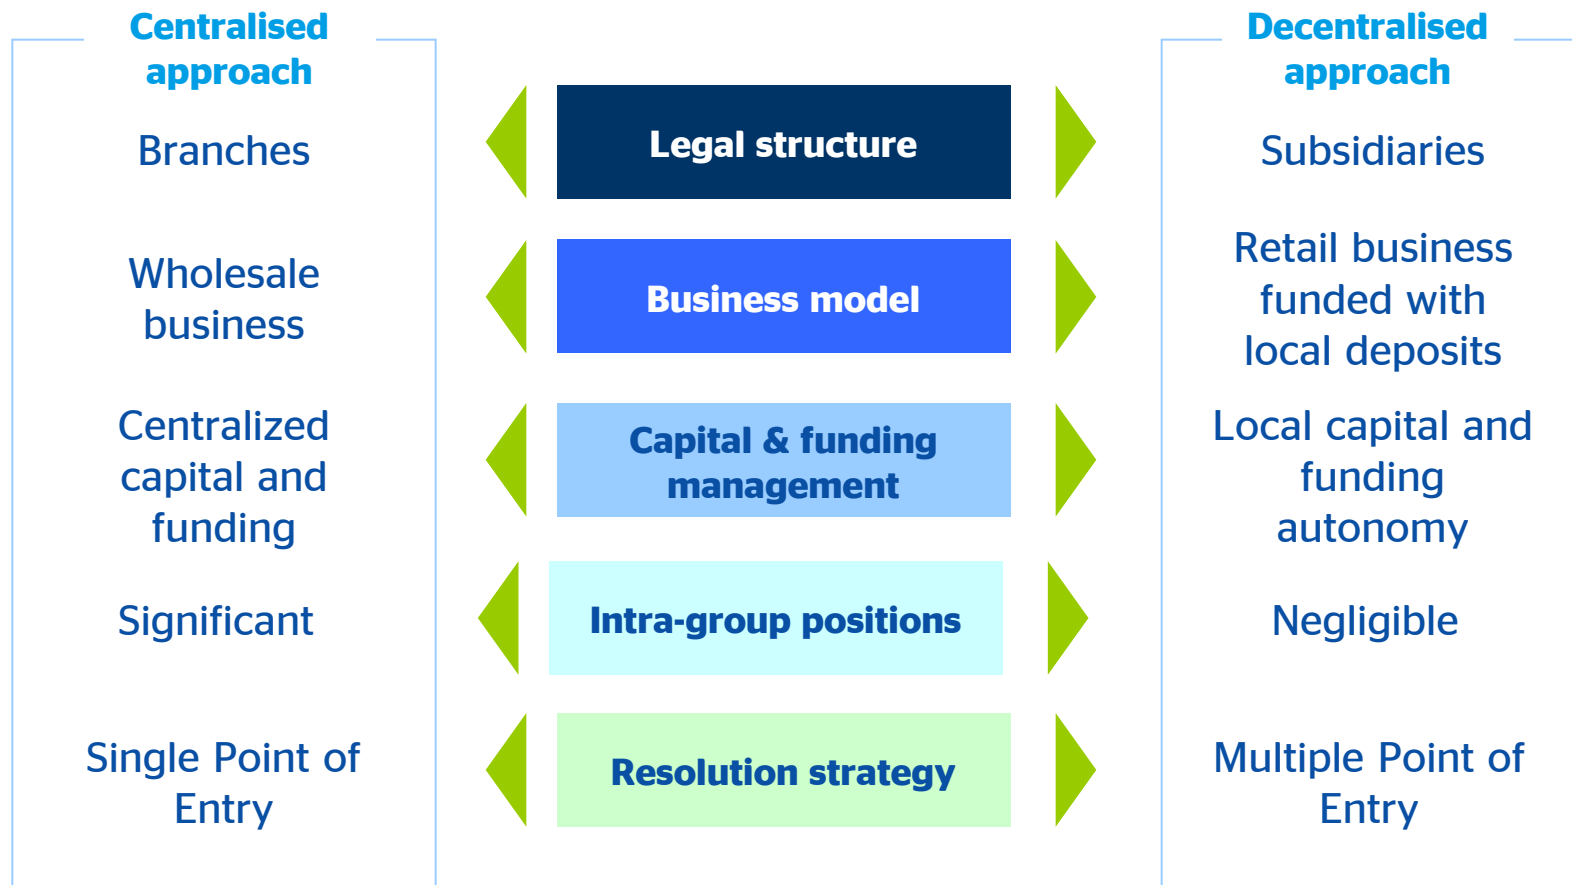 Centralised
approach
Decentralised
approach
Branches
Legal structure
Subsidiaries
Wholesale
business
Business model
Retail business
funded with
local deposits
Centralized
capital and
funding
Capital & funding
management
Local capital and
funding
autonomy
Significant
Intra-group positions
Negligible
Single Point of
Entry
Resolution strategy
Multiple Point of
Entry